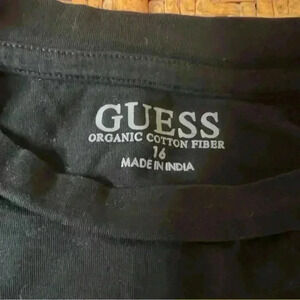 GUESS
ORGANIC COTTON FIBER
16
MADE IN INDIA